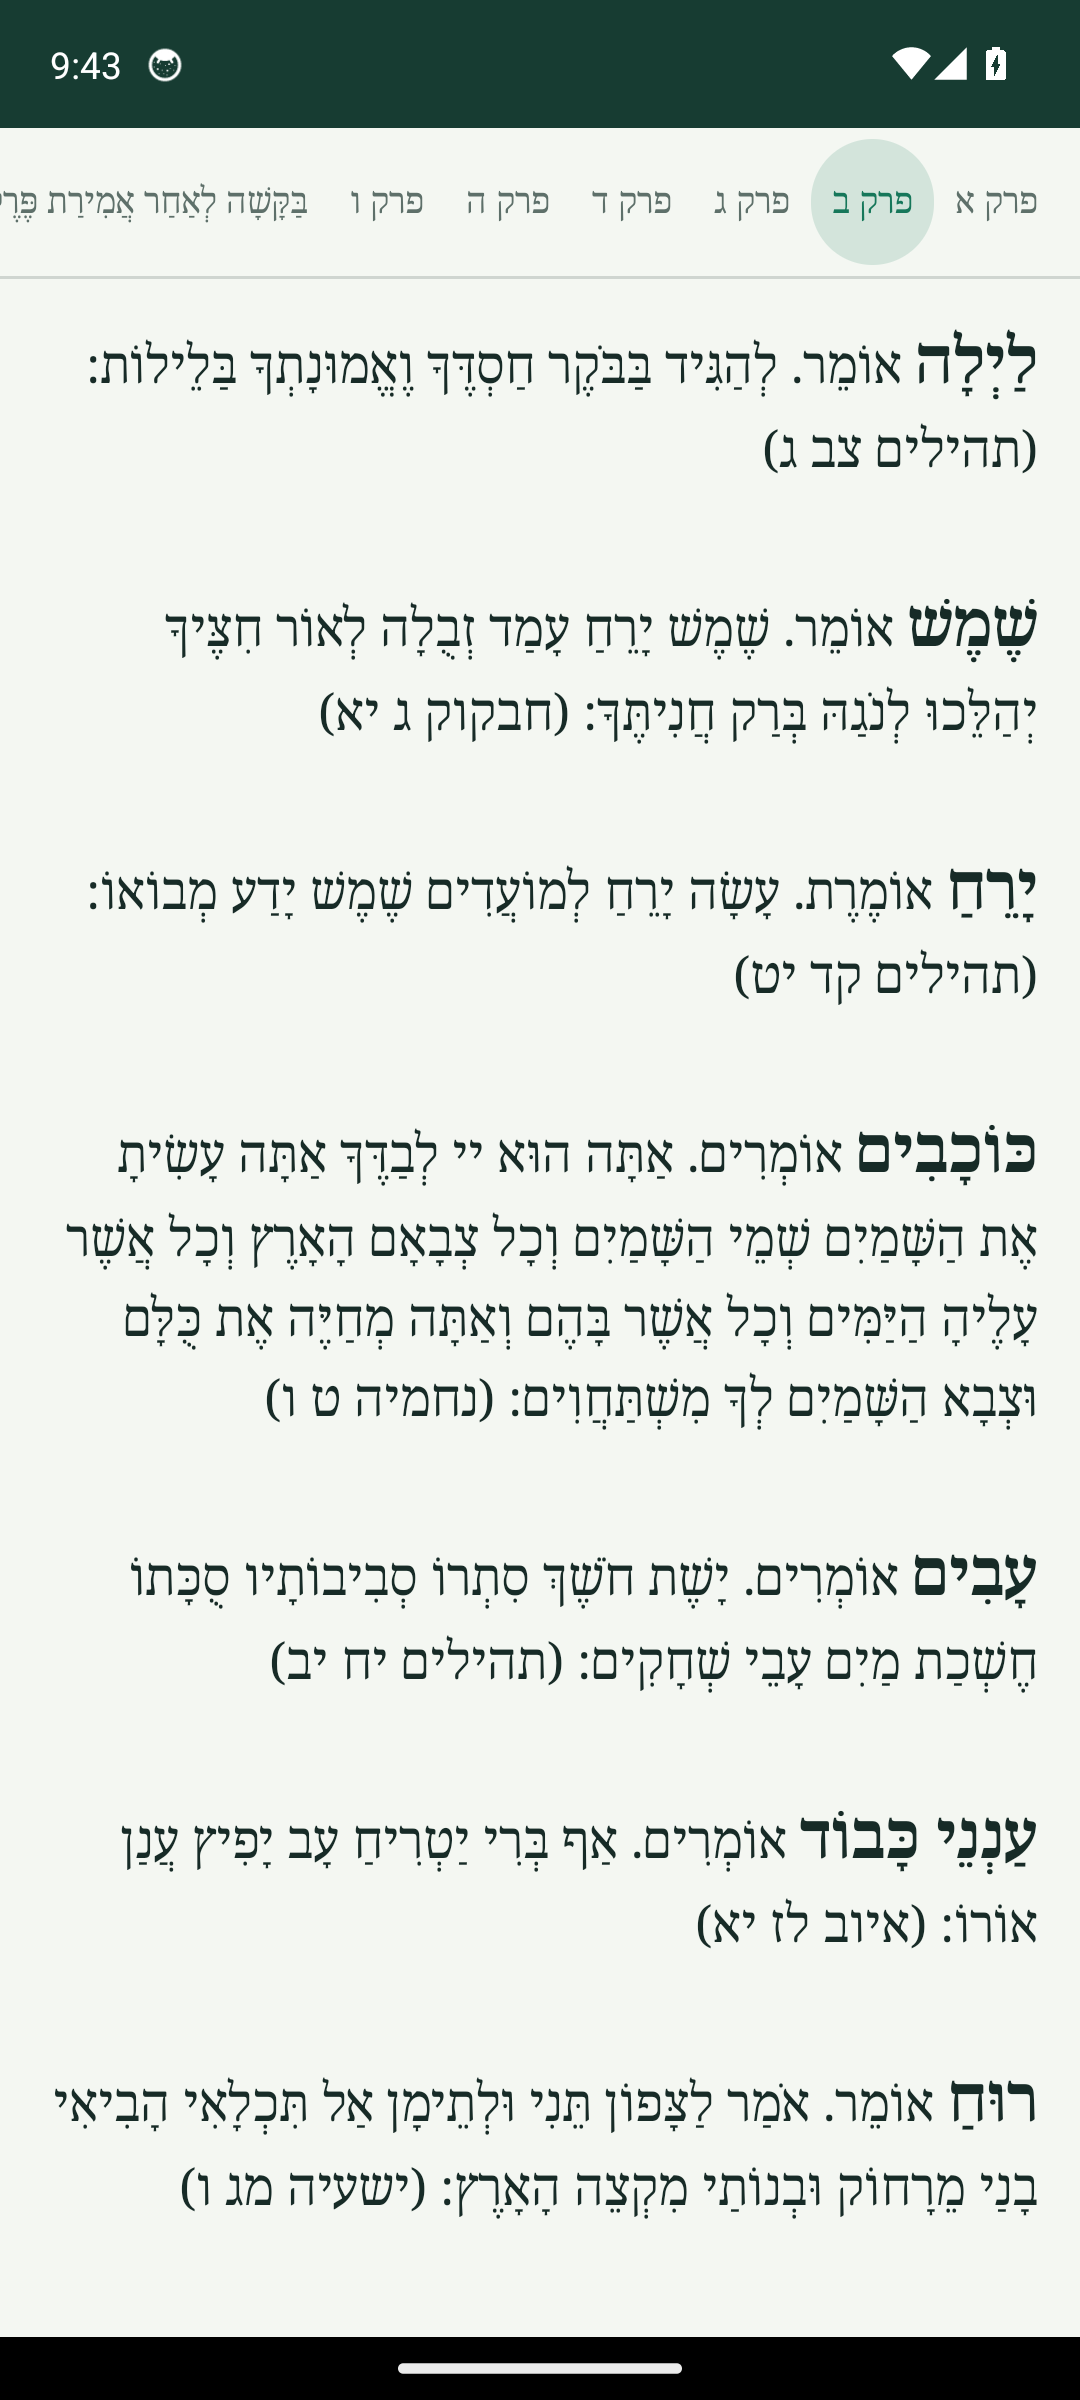 9:43
פרק א פרק ב פרק ג פרק ד פרק ה פרק ו בַּקָּשָׁה לְאַחַר אֲמִירַת
לַיְלָה אוֹמֵר. לְהַגִּיד בַּבֹּקֶר חַסְדֶּךָ וֶאֱמוּנָתְךָ בַּלֵּילוֹת:
(תהילים צב ג)
שֶׁמֶשׁ אוֹמֵר. שֶׁמֶשׁ יָרֵחַ עָמַד זְבֻלָה לְאוֹר חִצֶּיךָ
יְהַלֵּכוּ לְנֹגַהּ בְּרַק חֲנִיתֶּךָ: (חבקוק ג יא)
יָרֵחַ אוֹמֶרֶת. עָשָׂה יָרֵחַ לְמוֹעֲדִים שֶׁמֶשׁ יָדַע מְבוֹאוֹ:
(תהילים קד יט)
כּוֹכָבִים אוֹמְרִים. אַתָּה הוּא יי לְבַדֶּךָ אַתָּה עָשִׂיתָ
אֶת הַשָּׁמַיִם שְׁמֵי הַשָּׁמַיִם וְכָל צְבָאָם הָאָרֶץ וְכָל אֲשֶׁר
עָלֶיהָ הַיַּמִּים וְכָל אֲשֶׁר בָּהֶם וְאַתָּה מְחַיֶּה אֶת כֻּלָּם
וּצְבָא הַשָּׁמַיִם לְךָ מִשְׁתַּחֲוִים: (נחמיה ט ו)
עָבִים אוֹמְרִים. יָשֶׁת חֹשֶׁךְ סִתְרוֹ סְבִיבוֹתָיו סֻכָּתוֹ
חֶשְׁכַת מַיִם עָבֵי שְׁחָקִים: (תהילים יח יב)
עַנְנֵי כָּבוֹד אוֹמְרִים. אַף בְּרִי יַטְרִיחַ עָב יָפִיץ עֲנַן
אוֹרוֹ: (איוב לז יא)
רוּחַ אוֹמֵר. אֹמַר לַצָּפוֹן תֵּנִי וּלְתֵימָן אַל תִּכְלָאִי הָבִיאִי
בָנַי מֵרָחוֹק וּבְנוֹתַי מִקְצֵה הָאָרֶץ: (ישעיה מג ו)